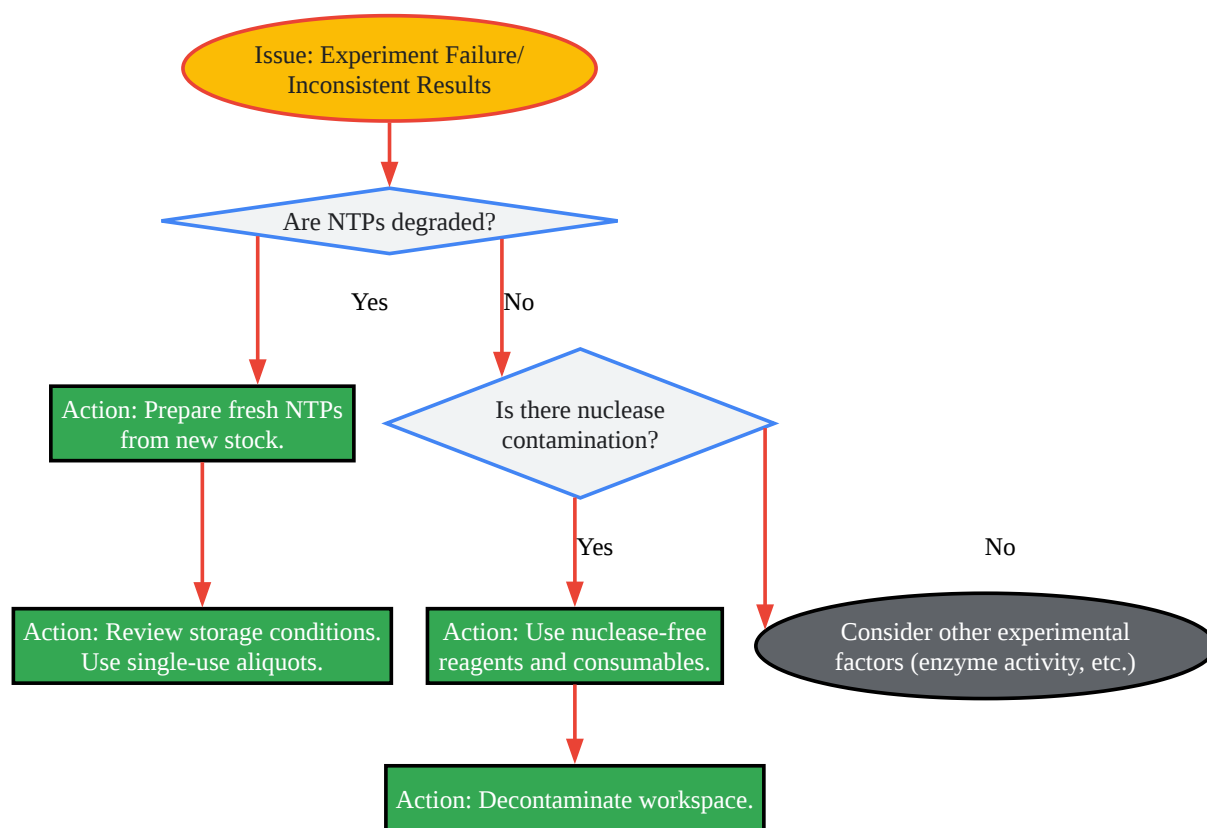 Issue: Experiment Failure/
Inconsistent Results
Are NTPs degraded?
Yes
No
Action: Prepare fresh NTPs
from new stock.
Is there nuclease
contamination?
Yes
No
Action: Review storage conditions.
Use single-use aliquots.
Action: Use nuclease-free
reagents and consumables.
Consider other experimental
factors (enzyme activity, etc.)
Action: Decontaminate workspace.